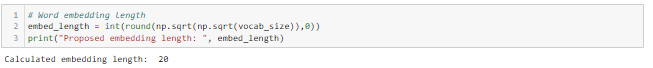 1 # Word embedding Length
2 embed_length = int(round(np.sqrt(np.sqrt(vocab_size)),0))
3 print("Proposed embedding length: ", embed_length)
Calculated embedding length:  20